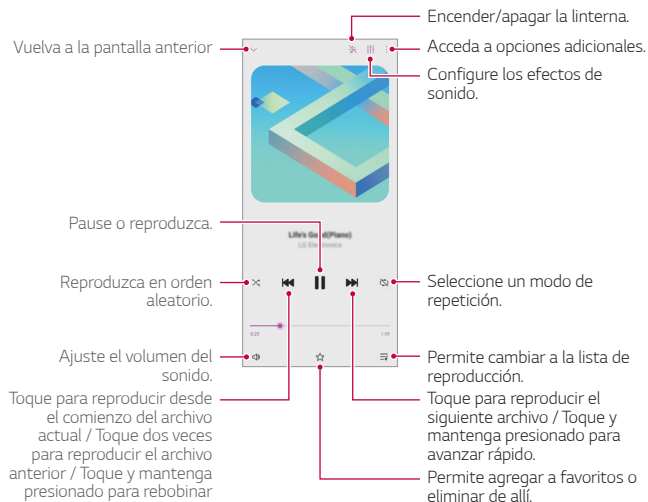 Encender/apagar la linterna.
Vuelva a la pantalla anterior
Acceda a opciones adicionales.
Configure los efectos de
sonido.
Pause o reproduzca.
Life's Good(Piano)
LG Electronics
Reproduzca en orden
aleatorio.
Seleccione un modo de
repetición.
0:25
1:59
Ajuste el volumen del
sonido.
Permite cambiar a la lista de
reproducción.
Toque para reproducir desde
el comienzo del archivo
actual / Toque dos veces
para reproducir el archivo
anterior / Toque y mantenga
presionado para rebobinar
Toque para reproducir el
siguiente archivo / Toque y
mantenga presionado para
avanzar rápido.
Permite agregar a favoritos o
eliminar de allí.